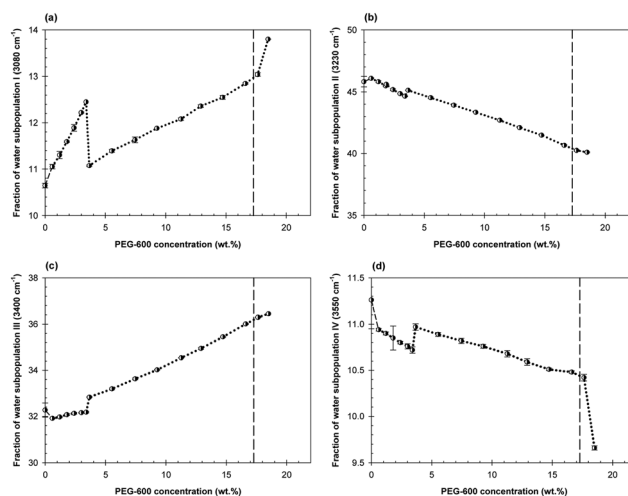 (a)
Fraction of water subpopulation I (3080 cm⁻¹)
14
13
12
11
10
0 5 10 15 20
PEG-600 concentration (wt.%)
(b)
Fraction of water subpopulation II (3230 cm⁻¹)
50
45
40
35
0 5 10 15 20
PEG-600 concentration (wt.%)
(c)
Fraction of water subpopulation III (3400 cm⁻¹)
38
36
34
32
30
0 5 10 15 20
PEG-600 concentration (wt.%)
(d)
Fraction of water subpopulation IV (3550 cm⁻¹)
11.5
11.0
10.5
10.0
9.5
0 5 10 15 20
PEG-600 concentration (wt.%)